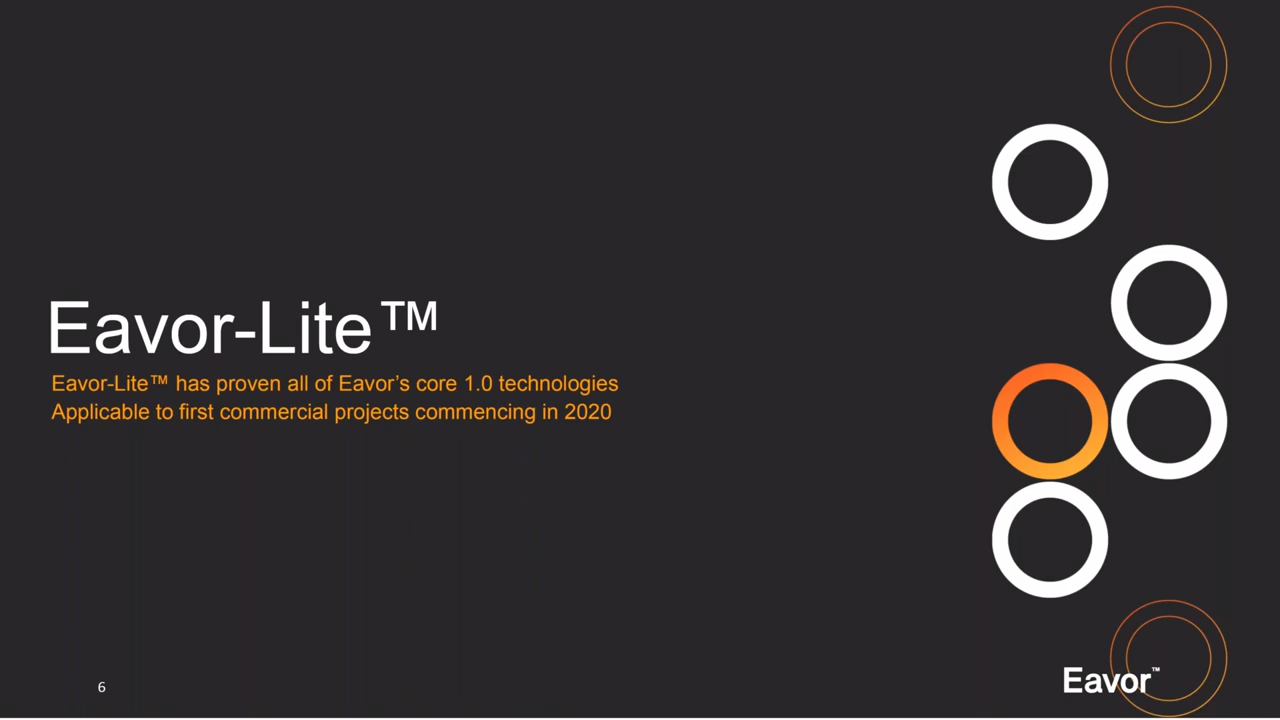 Eavor-Lite™
Eavor-Lite™ has proven all of Eavor’s core 1.0 technologies
Applicable to first commercial projects commencing in 2020
6
Eavor™